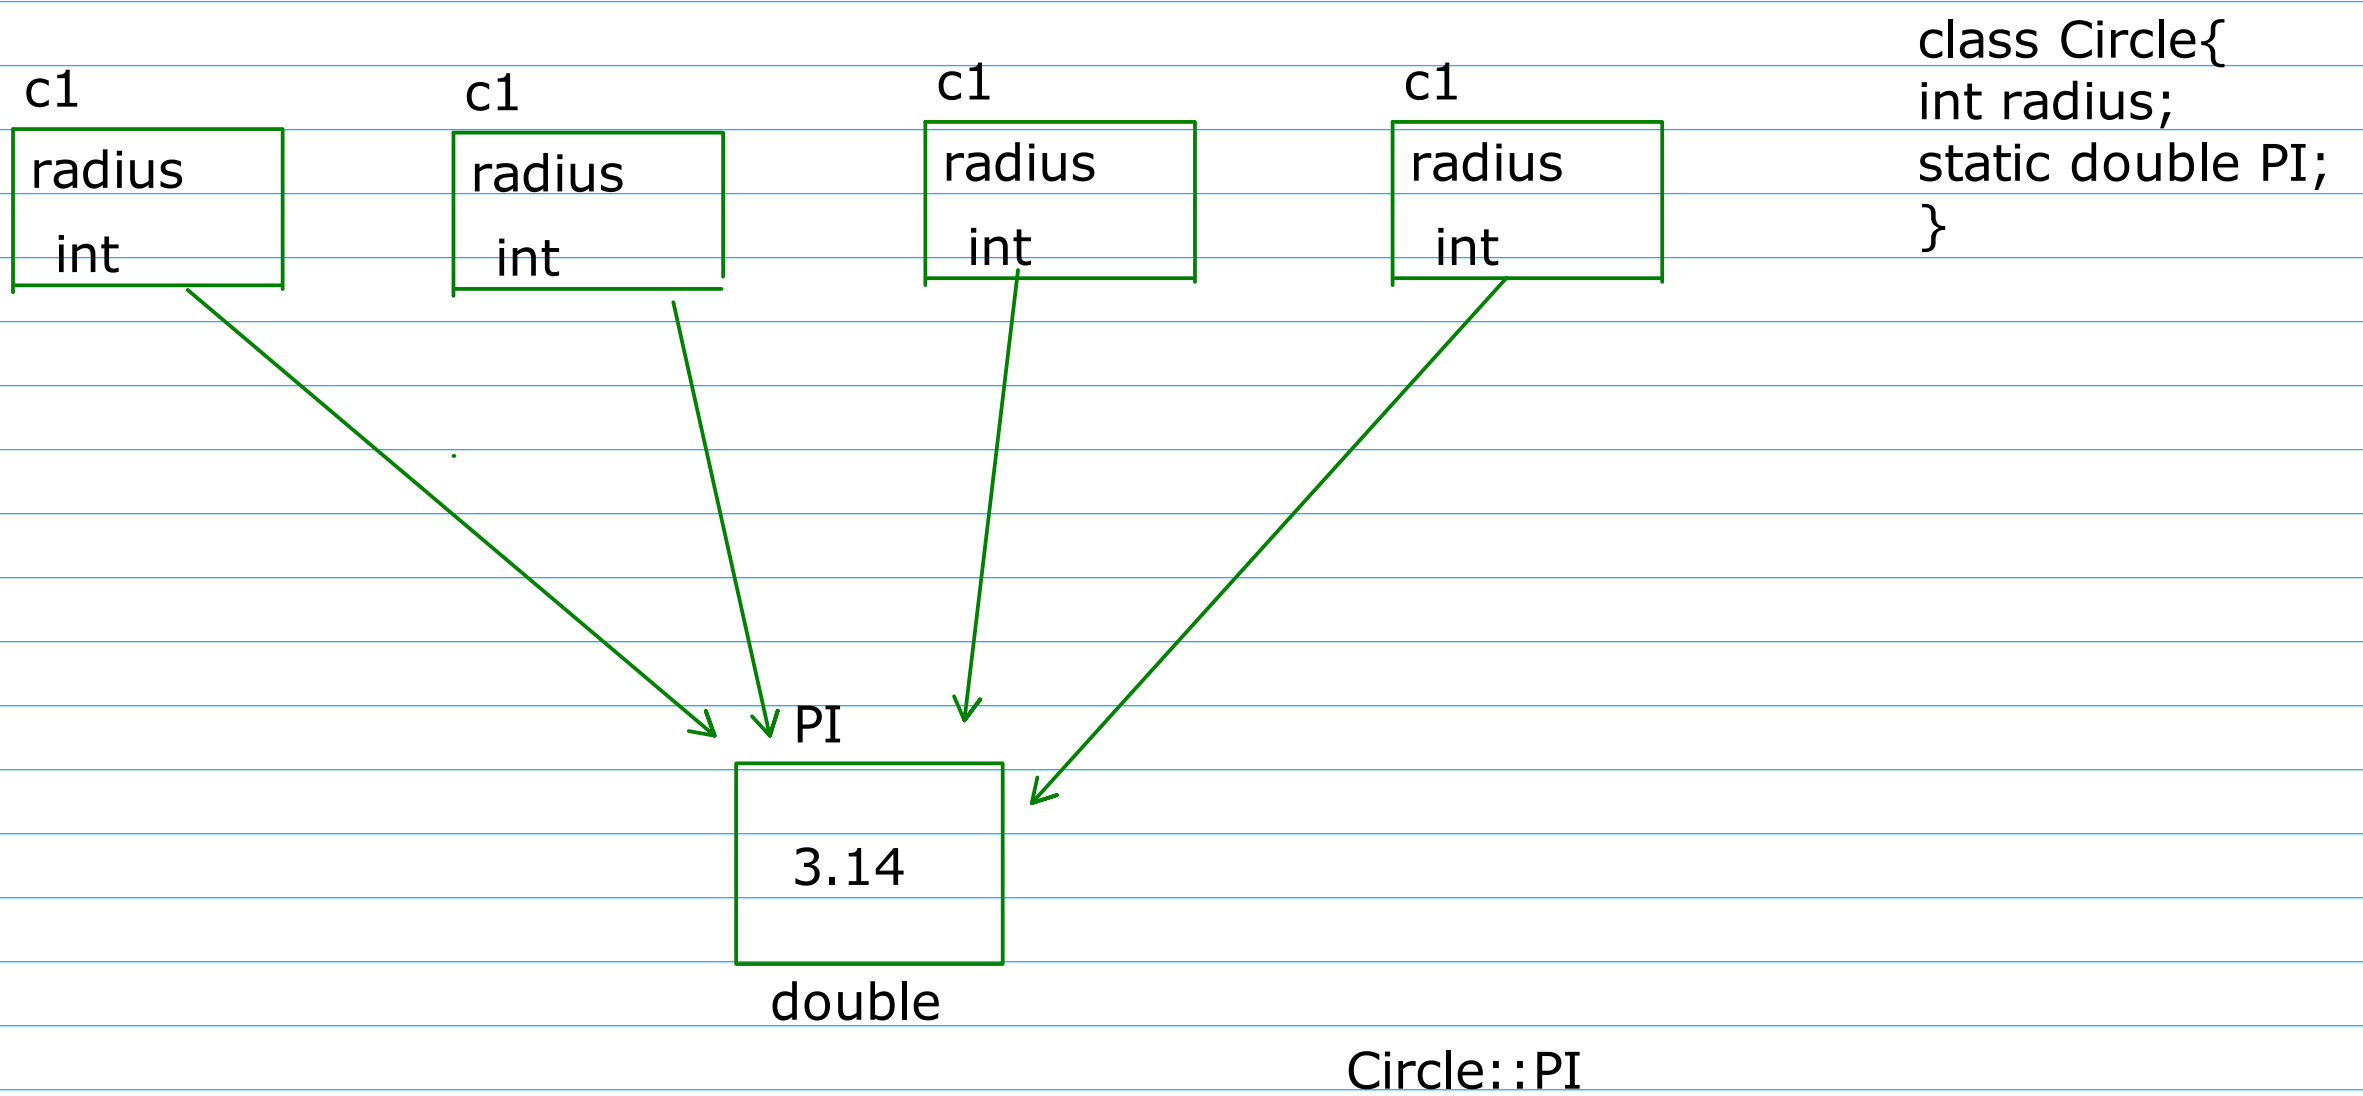 c1
radius
int
c1
radius
int
c1
radius
int
c1
radius
int
class Circle{
int radius;
static double PI;
}
PI
3.14
double
Circle::PI